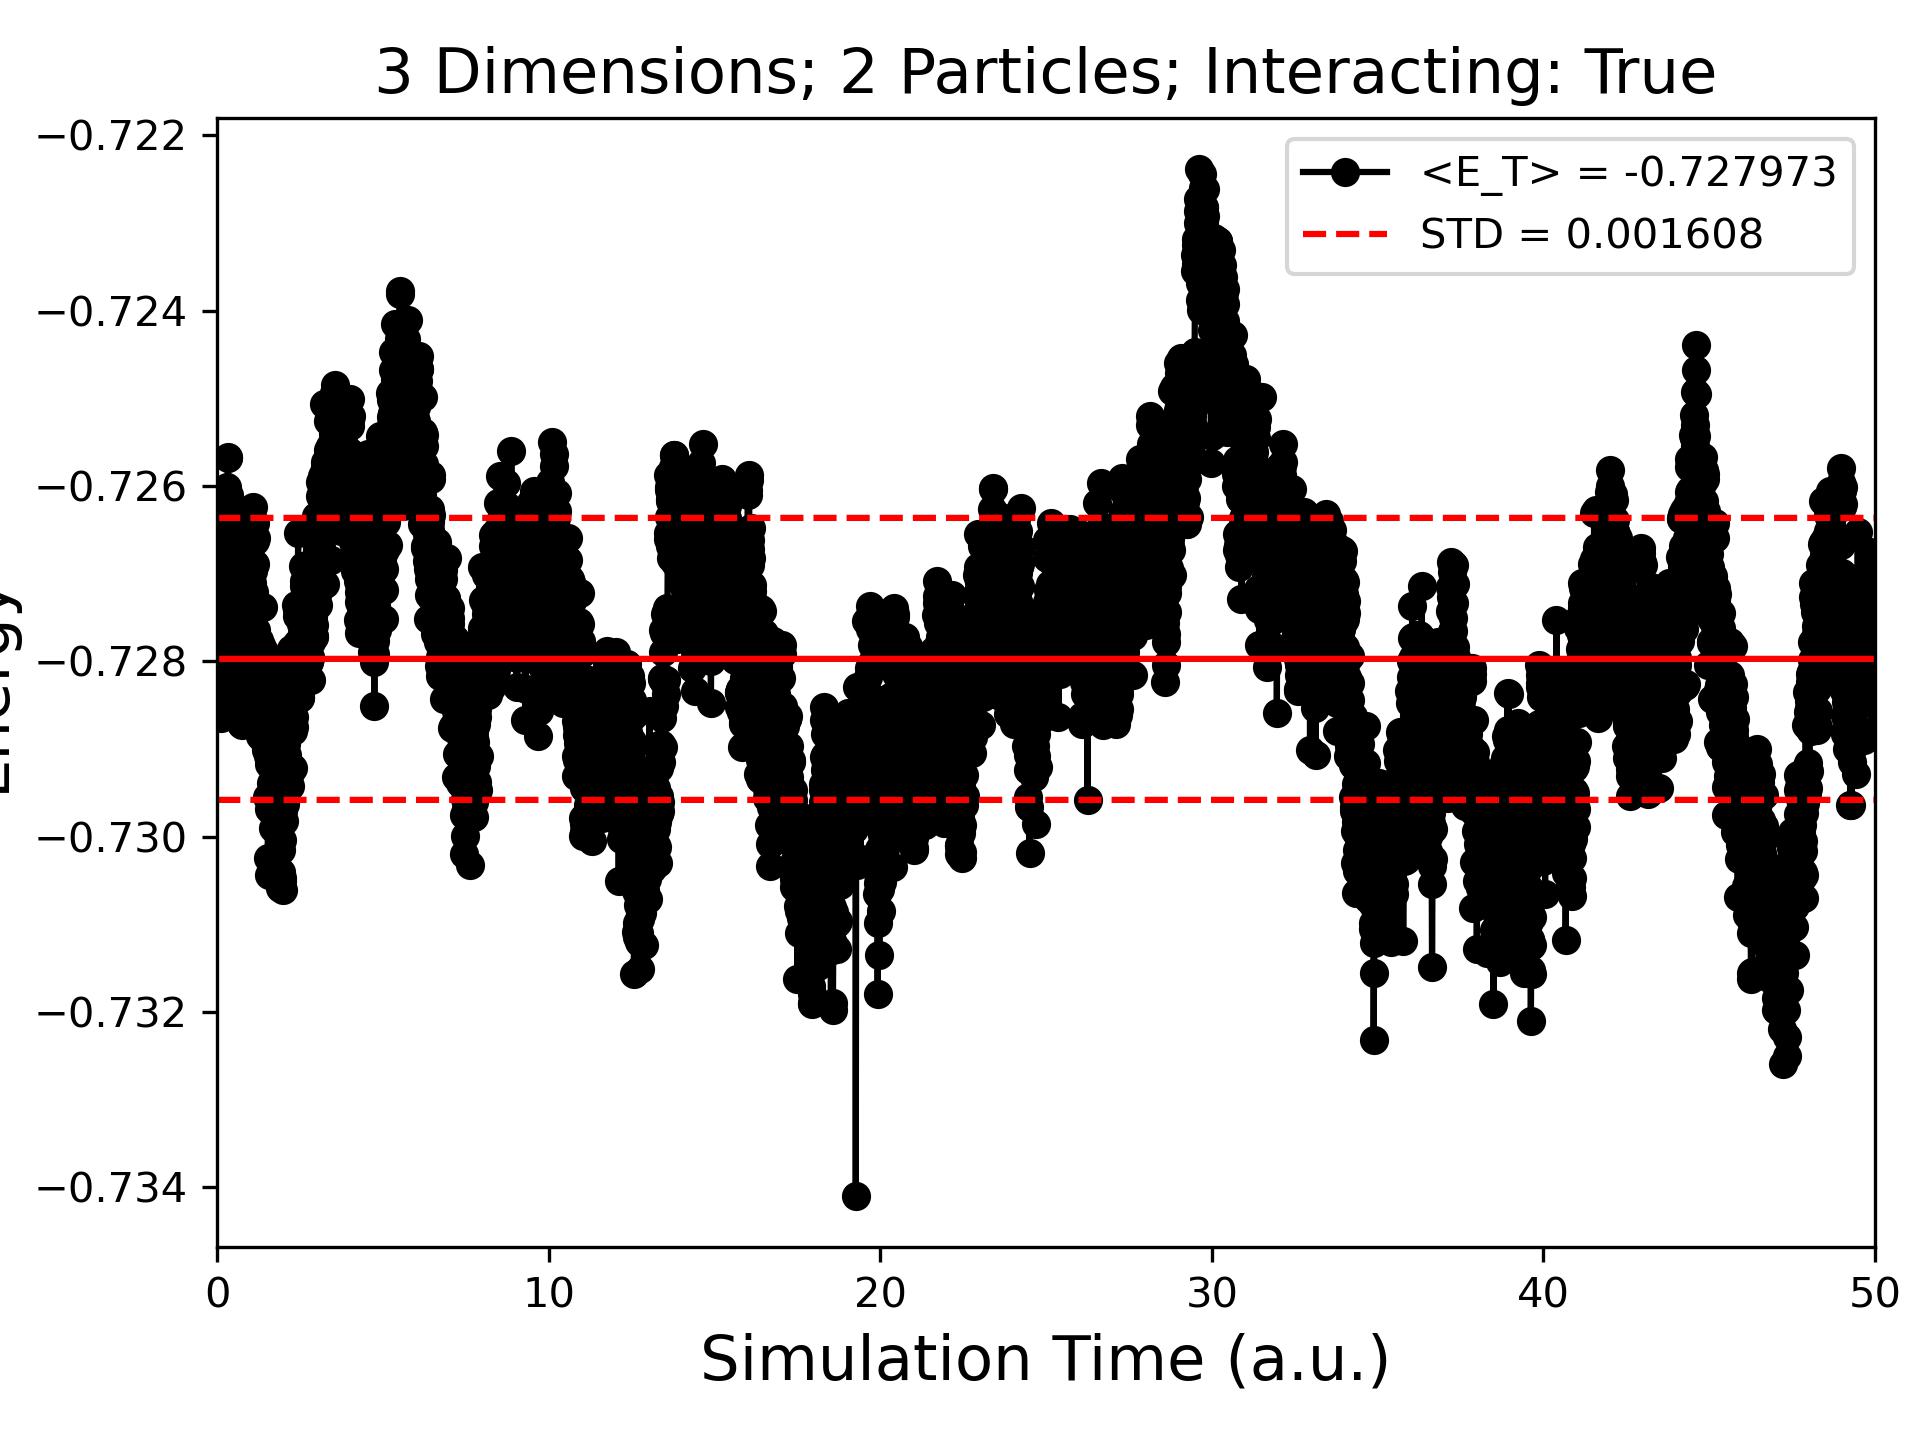 3 Dimensions; 2 Particles; Interacting: True
<E_T> = -0.727973
STD = 0.001608
−0.722
−0.724
−0.726
−0.728
−0.730
−0.732
−0.734
Energy
0 10 20 30 40 50
Simulation Time (a.u.)